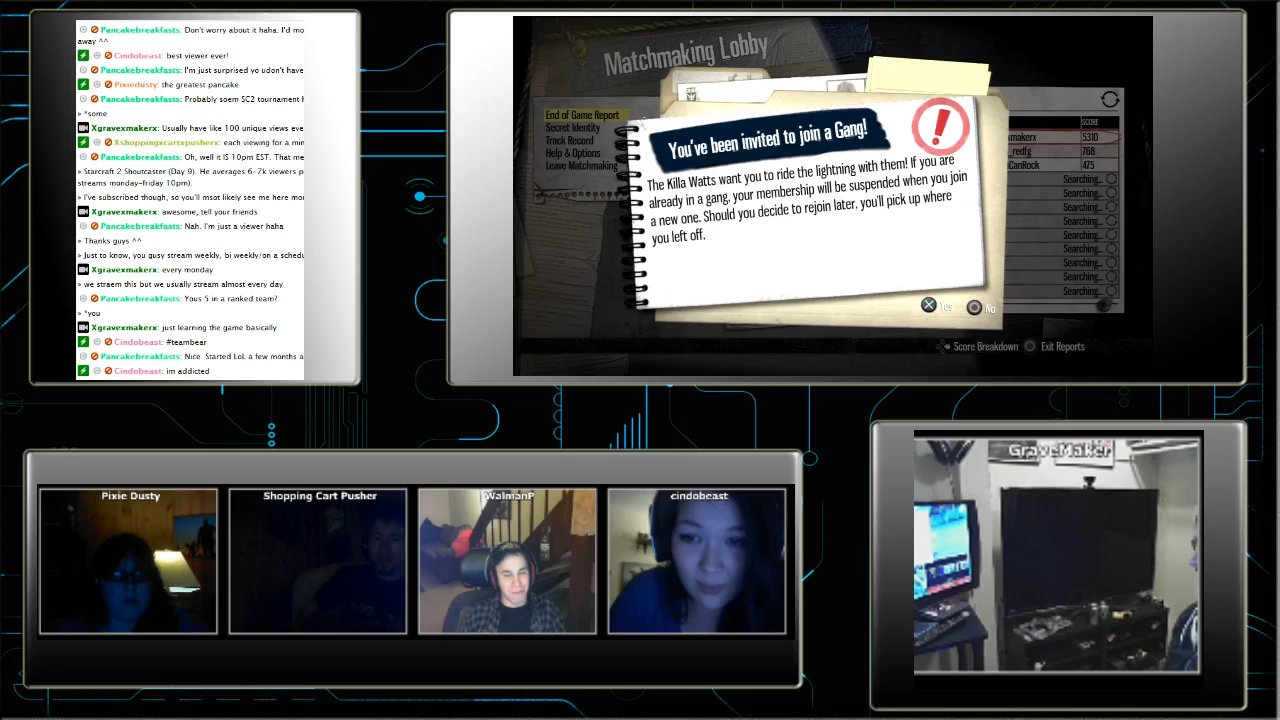 Pancakebreakfasts: Don't worry about it haha. I'd mo
away ^^
Cindobeast: best viewer ever!
Pancakebreakfasts: I'm just surprised yo udon't have
Pixiedusty: the greatest pancake
Pancakebreakfasts: Probably soem SC2 tournament h
» *some
Xgravexmakerx: Usually have like 100 unique views eve
Xshoppingxcartxpusherx: each viewing for a min
Pancakebreakfasts: Oh, well it IS 10pm EST. That me
» Starcraft 2 Shoutcaster (Day 9). He averages 6-7k viewers p
streams monday-friday 10pm).
» I've subscribed though, so you'll msot likely see me here mor
Xgravexmakerx: awesome, tell your friends
Pancakebreakfasts: Nah. I'm just a viewer haha
» Thanks guys ^^
» Just to know, you gusy stream weekly, bi weekly/on a schedu
Xgravexmakerx: every monday
» we straem this but we usually stream almost every day
Pancakebreakfasts: Yous 5 in a ranked team?
» *you
Xgravexmakerx: just learning the game basically
Cindobeast: #teambear
Pancakebreakfasts: Nice. Started LoL a few months a
Cindobeast: im addicted
Matchmaking Lobby
End of Game Report
Secret Identity
Track Record
Help & Options
Leave Matchmaking
You've been invited to join a Gang!
The Killa Watts want you to ride the lightning with them! If you are
already in a gang, your membership will be suspended when you join
a new one. Should you decide to rejoin later, you'll pick up where
you left off.
Yes No
SCORE
kmakerx 5310
_redfg 768
CanRock 475
Searching...
Searching...
Searching...
Searching...
Searching...
Searching...
Searching...
Searching...
Searching...
Score Breakdown Exit Reports
Pixie Dusty
Shopping Cart Pusher
WalmanP
cindobeast
GraveMaker